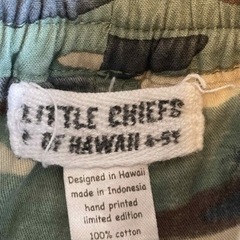 LITTLE CHIEFS
OF HAWAII 4-5Y
Designed in Hawaii
made in Indonesia
hand printed
limited edition
100% cotton